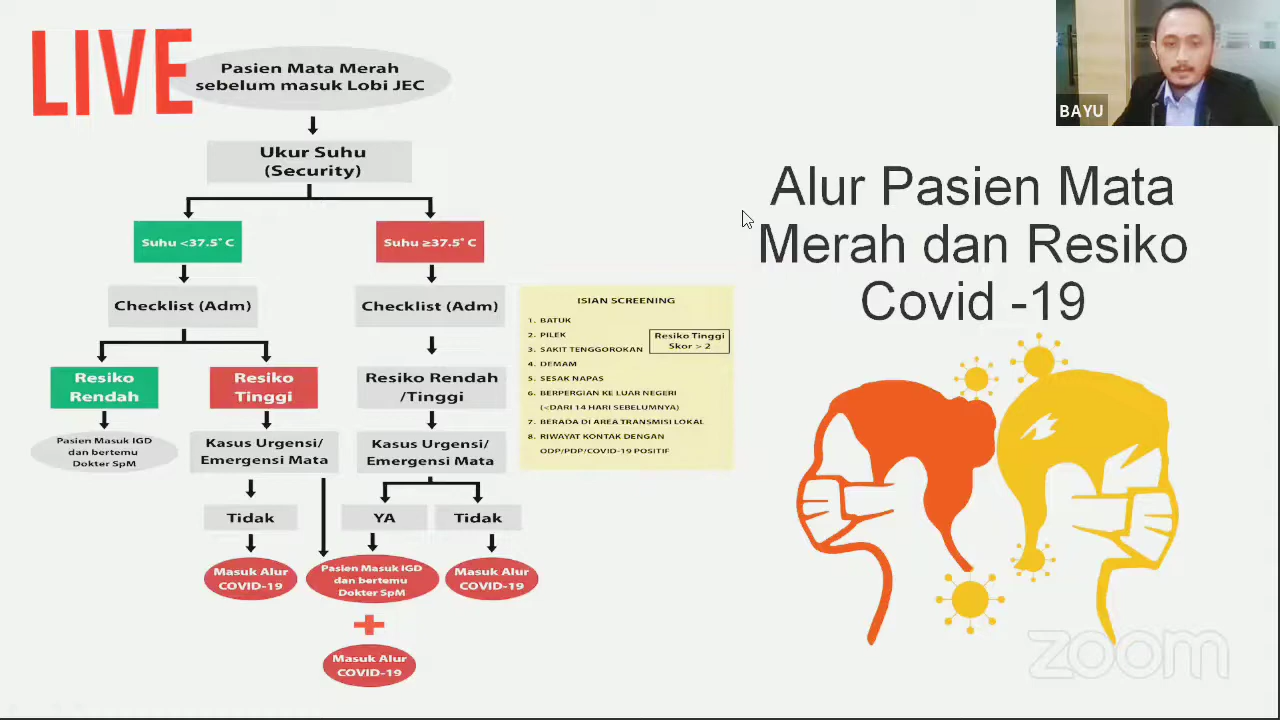 LIVE
Pasien Mata Merah
sebelum masuk Lobi JEC
Ukur Suhu
(Security)
Suhu <37.5° C
Suhu ≥37.5° C
Checklist (Adm)
Checklist (Adm)
Resiko
Rendah
Resiko
Tinggi
Resiko Rendah
/Tinggi
Pasien Masuk IGD
dan bertemu
Dokter SpM
Kasus Urgensi/
Emergensi Mata
Kasus Urgensi/
Emergensi Mata
Tidak
YA
Tidak
Masuk Alur
COVID-19
Pasien Masuk IGD
dan bertemu
Dokter SpM
Masuk Alur
COVID-19
Masuk Alur
COVID-19
ISIAN SCREENING
1. BATUK
2. PILEK
3. SAKIT TENGGOROKAN
4. DEMAM
5. SESAK NAPAS
6. BERPERGIAN KE LUAR NEGERI
(<DARI 14 HARI SEBELUMNYA)
7. BERADA DI AREA TRANSMISI LOKAL
8. RIWAYAT KONTAK DENGAN
ODP/PDP/COVID-19 POSITIF
Resiko Tinggi
Skor > 2
BAYU
Alur Pasien Mata
Merah dan Resiko
Covid -19
zoom